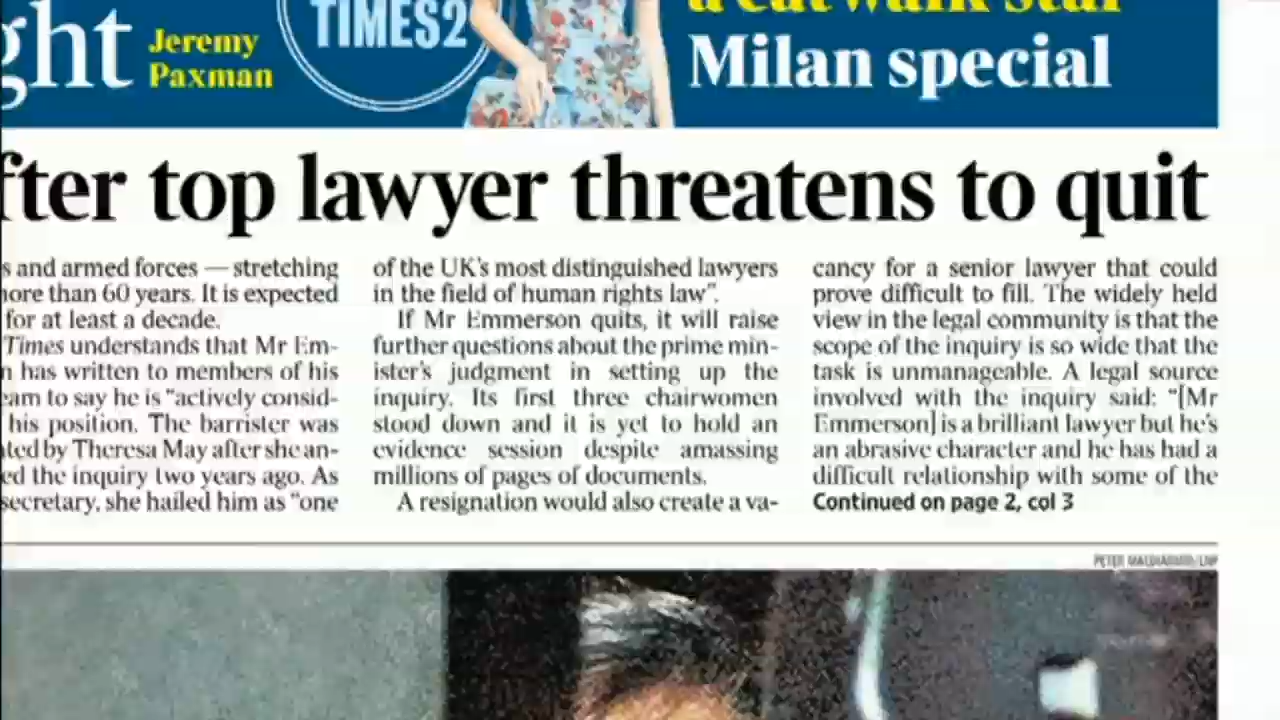 a catwalk star
ght
Jeremy
Paxman
TIMES2
Milan special
fter top lawyer threatens to quit
s and armed forces — stretching
ore than 60 years. It is expected
for at least a decade.
Times understands that Mr Em-
n has written to members of his
am to say he is “actively consid-
his position. The barrister was
ted by Theresa May after she an-
ed the inquiry two years ago. As
secretary, she hailed him as “one
of the UK’s most distinguished lawyers
in the field of human rights law”.
If Mr Emmerson quits, it will raise
further questions about the prime min-
ister’s judgment in setting up the
inquiry. Its first three chairwomen
stood down and it is yet to hold an
evidence session despite amassing
millions of pages of documents.
A resignation would also create a va-
cancy for a senior lawyer that could
prove difficult to fill. The widely held
view in the legal community is that the
scope of the inquiry is so wide that the
task is unmanageable. A legal source
involved with the inquiry said: “[Mr
Emmerson] is a brilliant lawyer but he’s
an abrasive character and he has had a
difficult relationship with some of the
Continued on page 2, col 3
PETER MACDIARMID/LNP